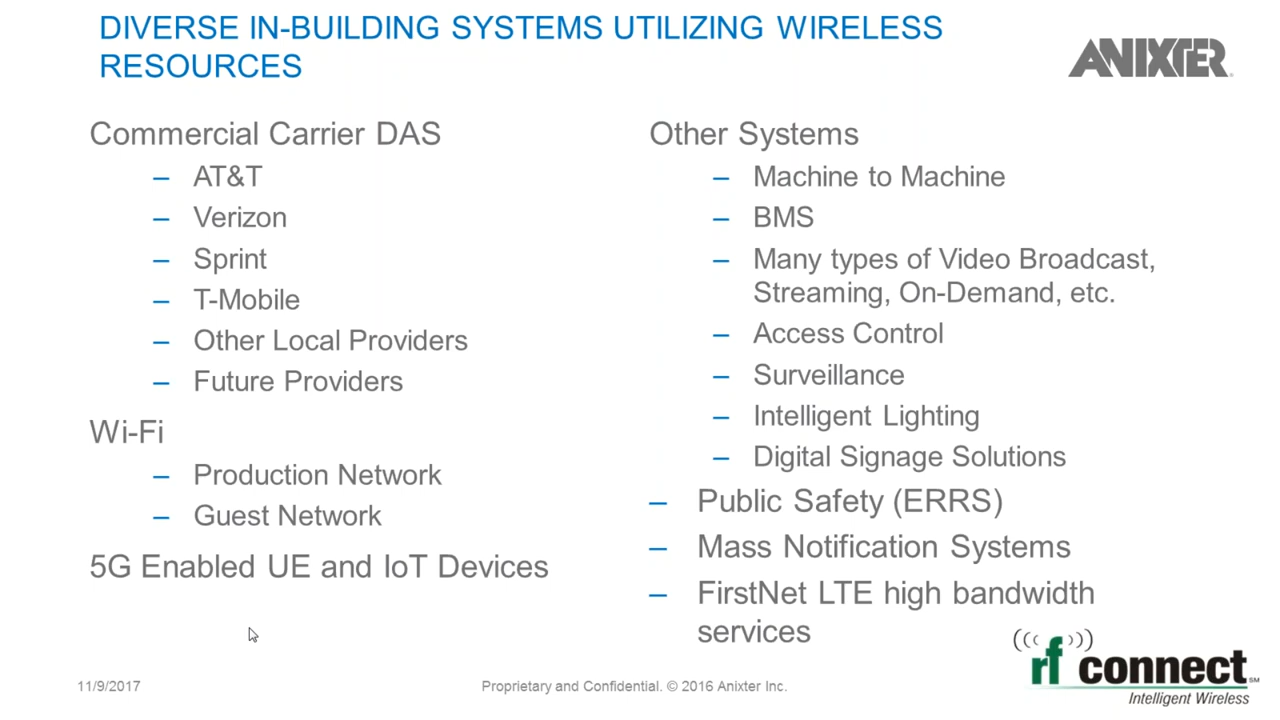 DIVERSE IN-BUILDING SYSTEMS UTILIZING WIRELESS
RESOURCES
ANIXTER
Commercial Carrier DAS
– AT&T
– Verizon
– Sprint
– T-Mobile
– Other Local Providers
– Future Providers
Wi-Fi
– Production Network
– Guest Network
5G Enabled UE and IoT Devices
Other Systems
– Machine to Machine
– BMS
– Many types of Video Broadcast,
Streaming, On-Demand, etc.
– Access Control
– Surveillance
– Intelligent Lighting
– Digital Signage Solutions
– Public Safety (ERRS)
– Mass Notification Systems
– FirstNet LTE high bandwidth
services
11/9/2017
Proprietary and Confidential. © 2016 Anixter Inc.
rf connect SM
Intelligent Wireless